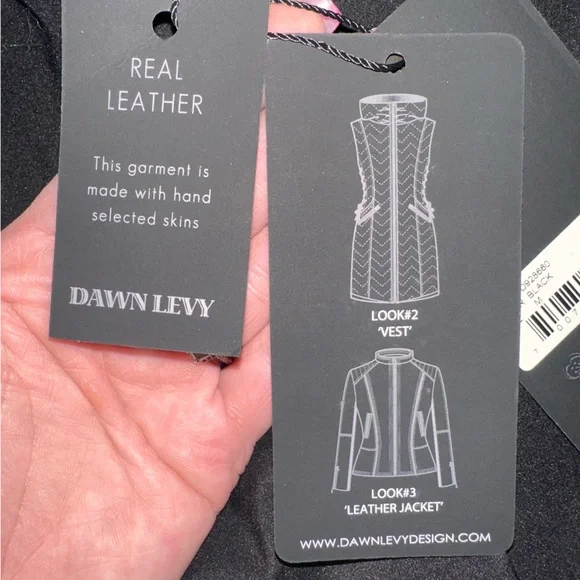 REAL
LEATHER
This garment is
made with hand
selected skins
DAWN LEVY
LOOK#2
'VEST'
LOOK#3
'LEATHER JACKET'
WWW.DAWNLEVYDESIGN.COM
BLACK
M